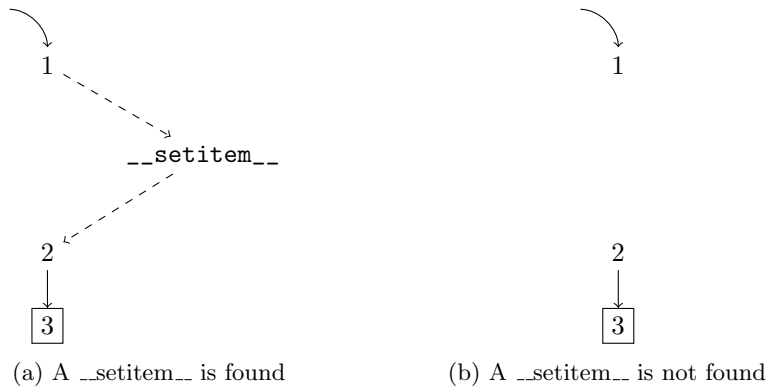 1 1
__setitem__
2 2
3 3
(a) A __setitem__ is found (b) A __setitem__ is not found